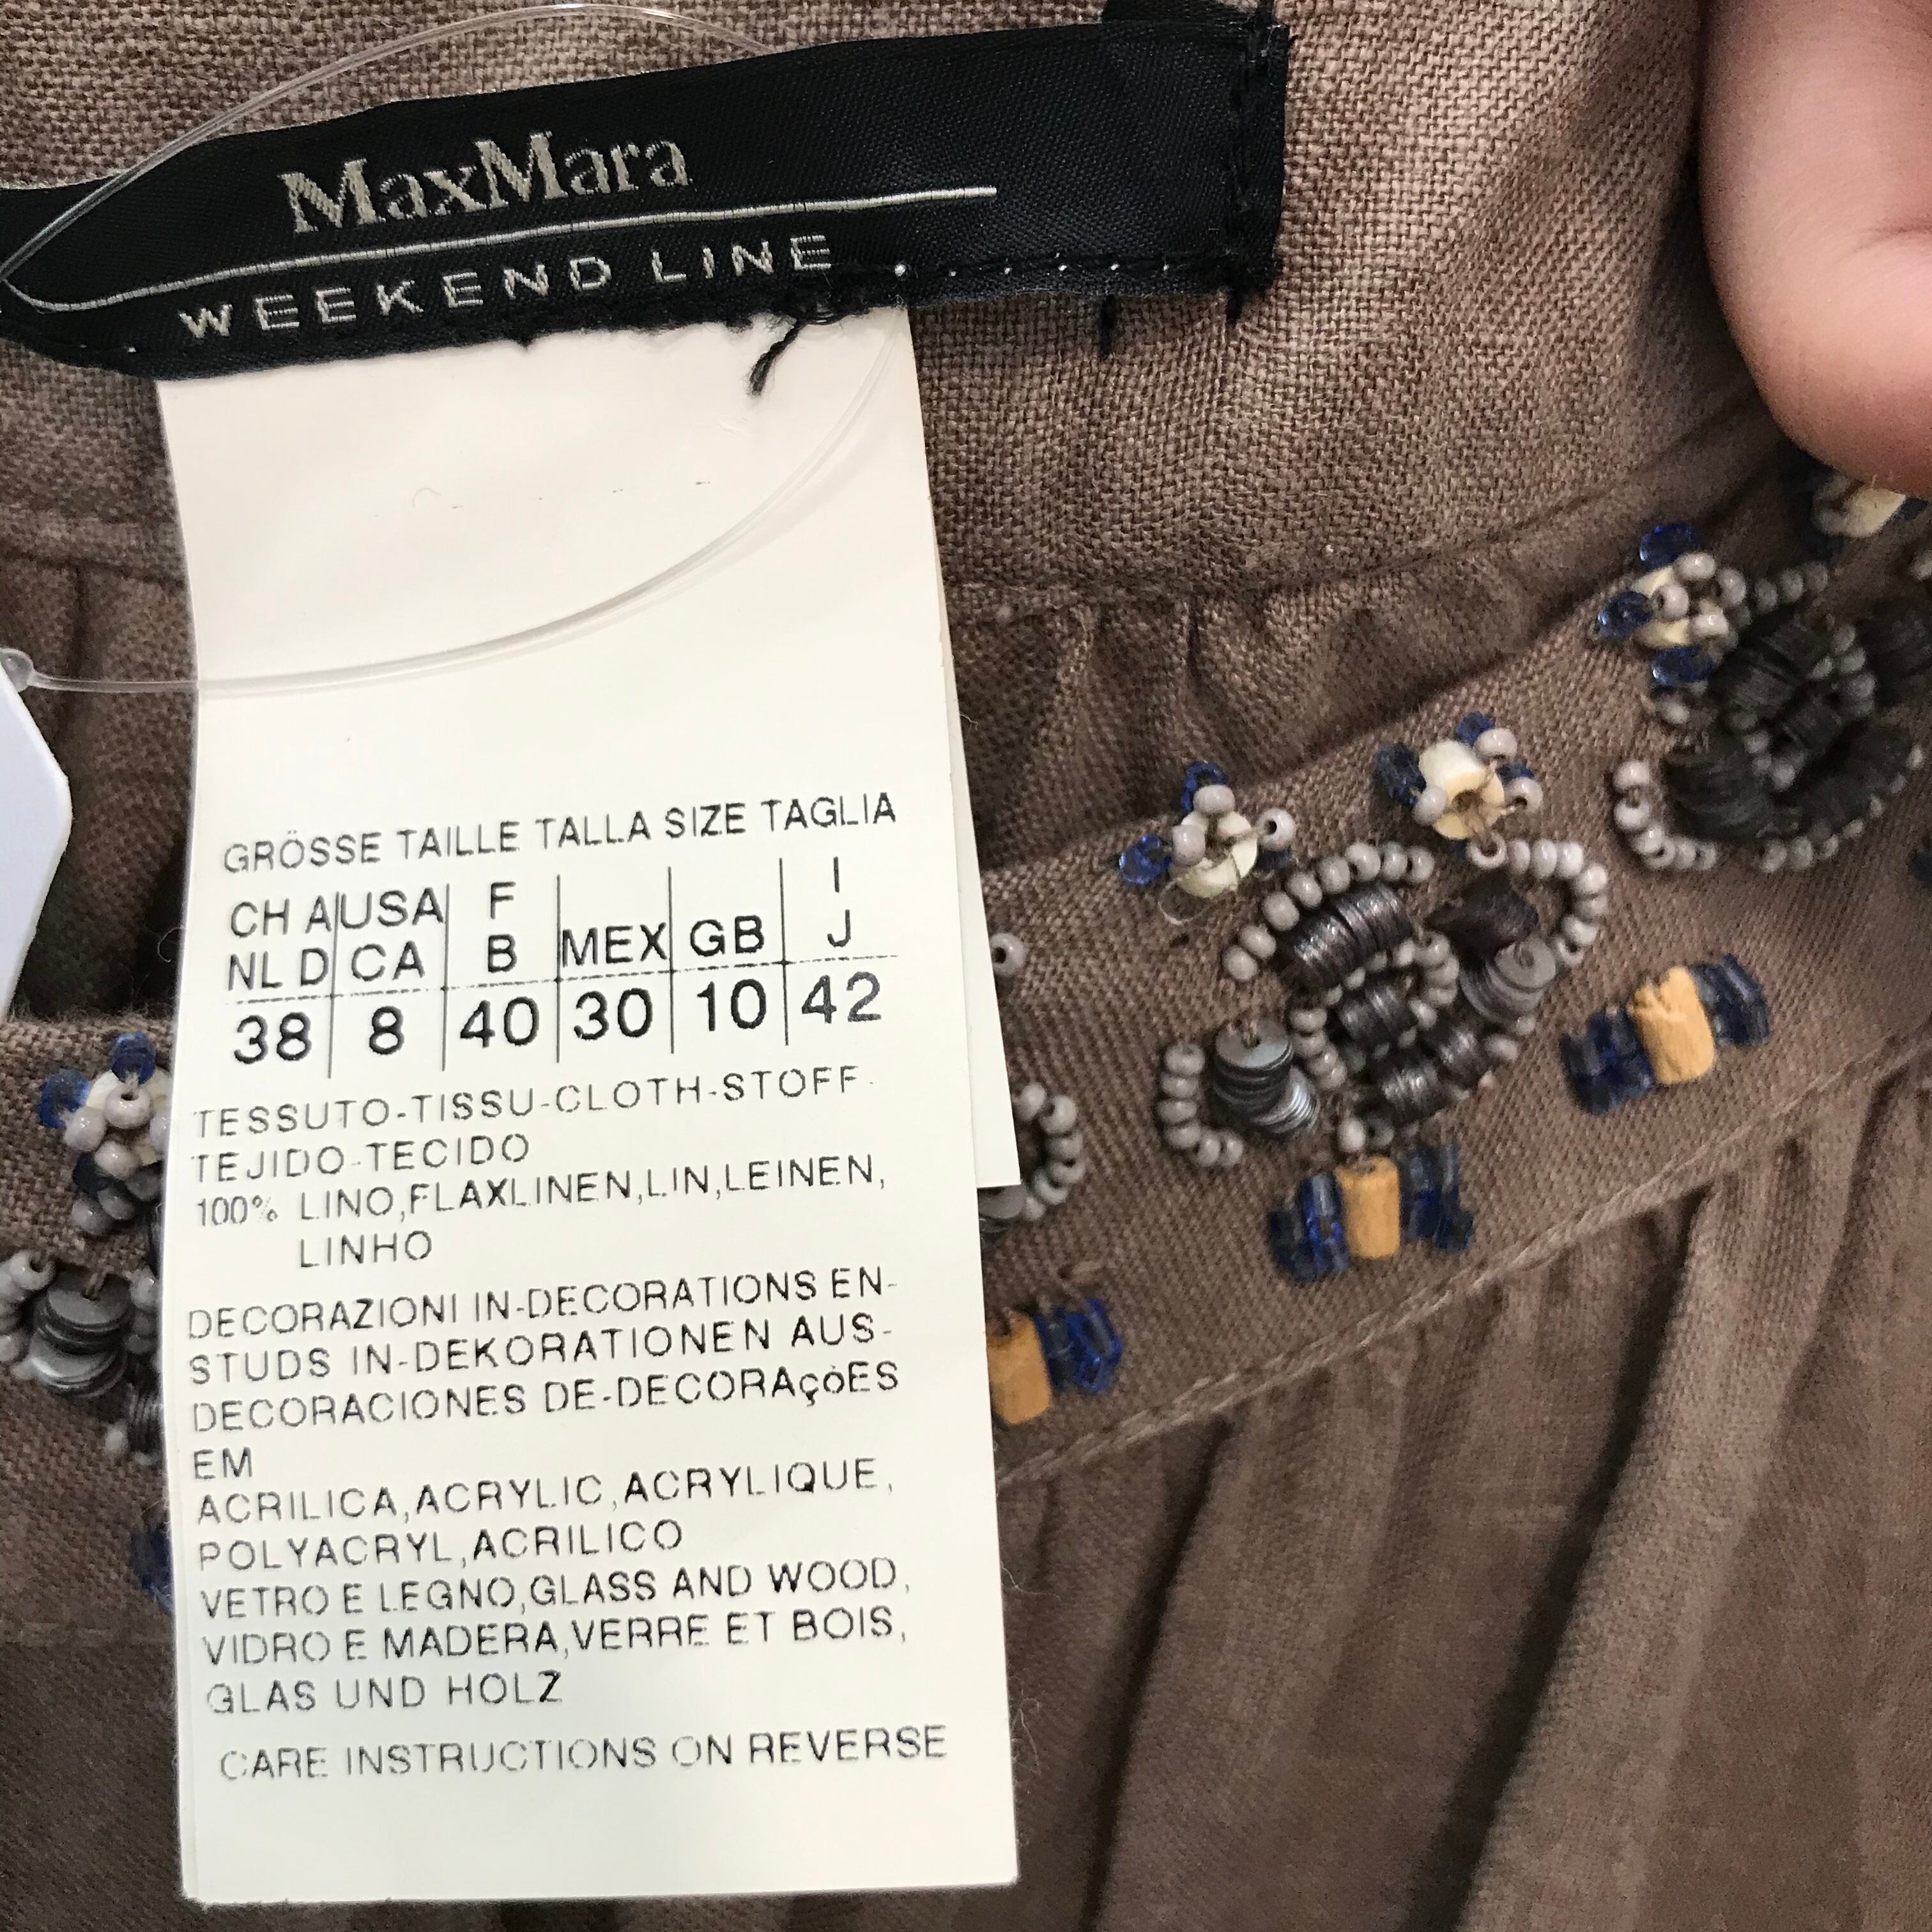 MaxMara
WEEKEND LINE
GRÖSSE TAILLE TALLA SIZE TAGLIA
CH A USA F MEX GB I
NL D CA B J
38 8 40 30 10 42
TESSUTO-TISSU-CLOTH-STOFF-
TEJIDO-TECIDO
100% LINO,FLAXLINEN,LIN,LEINEN,
LINHO
DECORAZIONI IN-DECORATIONS EN-
STUDS IN-DEKORATIONEN AUS-
DECORACIONES DE-DECORAçõES
EM
ACRILICA,ACRYLIC,ACRYLIQUE,
POLYACRYL,ACRILICO
VETRO E LEGNO,GLASS AND WOOD,
VIDRO E MADERA,VERRE ET BOIS,
GLAS UND HOLZ
CARE INSTRUCTIONS ON REVERSE